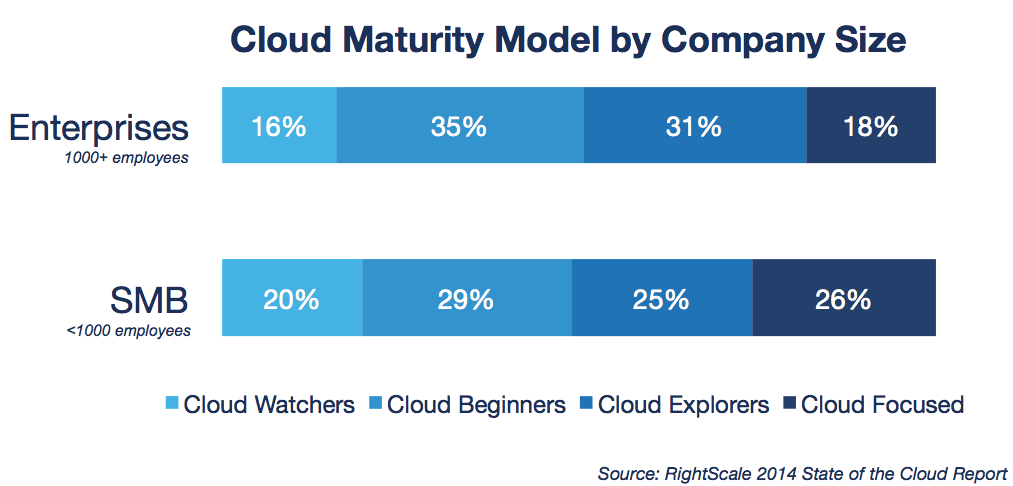 Cloud Maturity Model by Company Size
Enterprises
1000+ employees
16% 35% 31% 18%
SMB
<1000 employees
20% 29% 25% 26%
Cloud Watchers Cloud Beginners Cloud Explorers Cloud Focused
Source: RightScale 2014 State of the Cloud Report